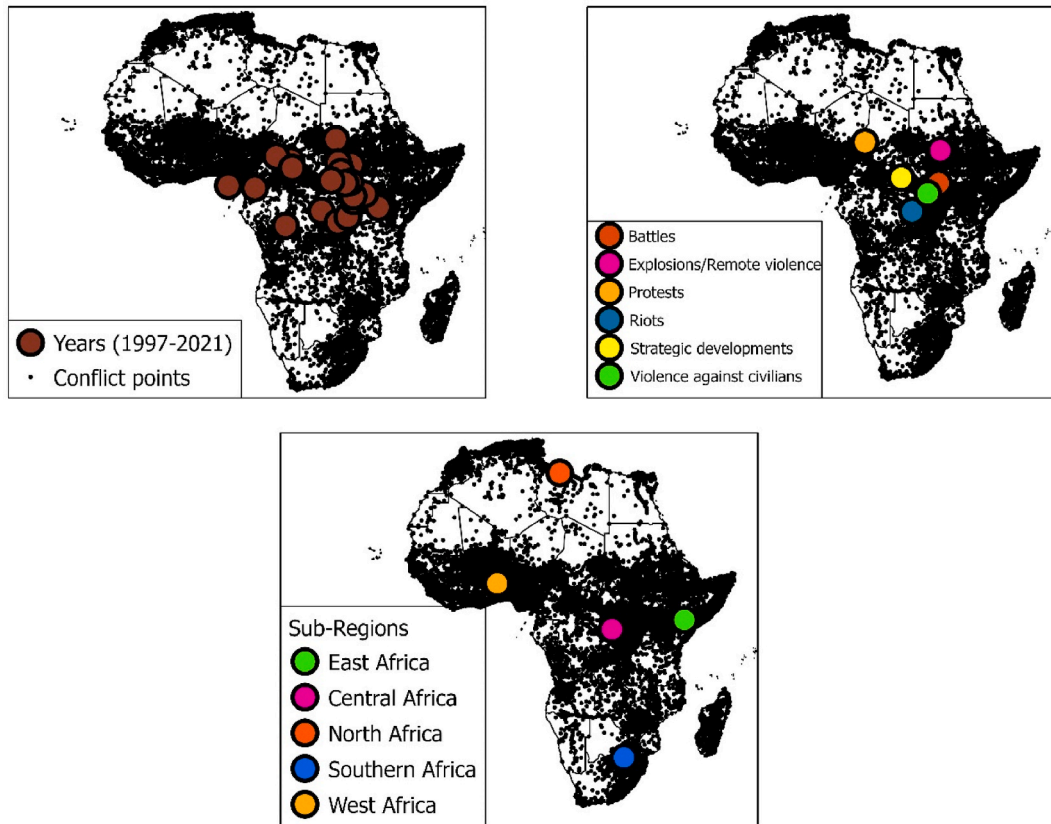 Years (1997-2021)
Conflict points
Battles
Explosions/Remote violence
Protests
Riots
Strategic developments
Violence against civilians
Sub-Regions
East Africa
Central Africa
North Africa
Southern Africa
West Africa